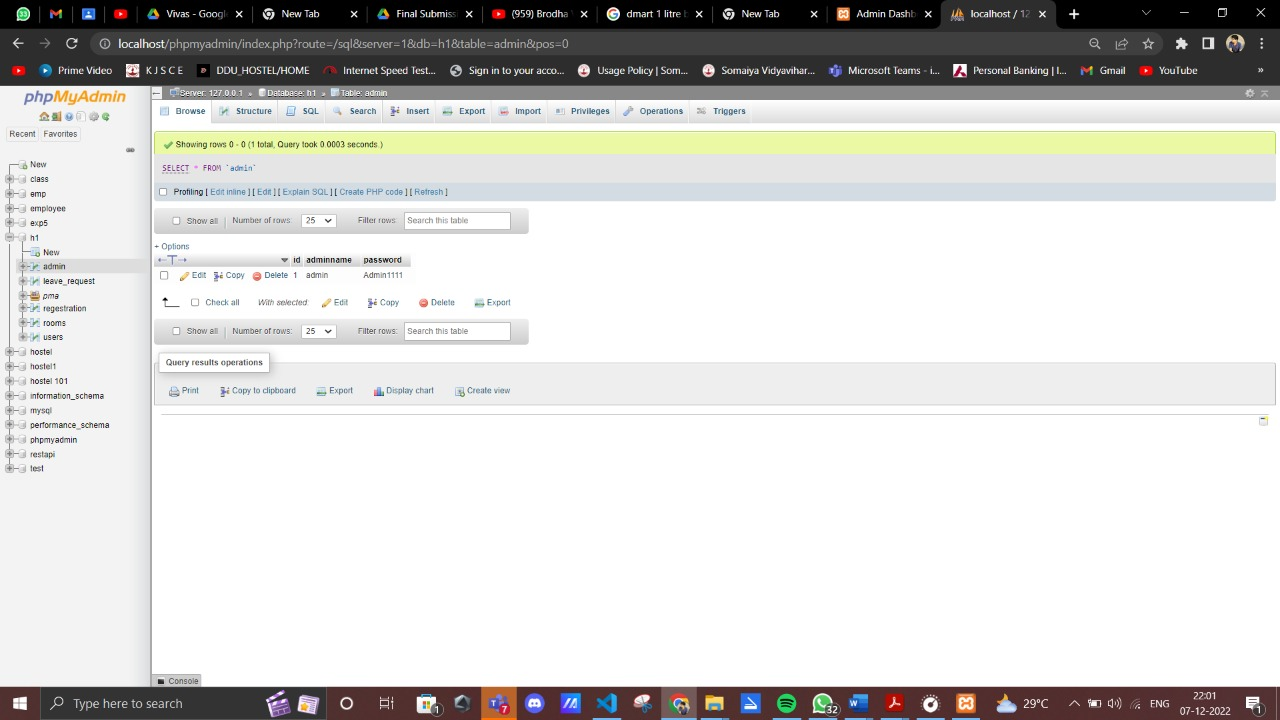 Vivas - Google
New Tab
Final Submiss
(959) Brodha V
dmart 1 litre b
New Tab
Admin Dashb
localhost / 12
localhost/phpmyadmin/index.php?route=/sql&server=1&db=h1&table=admin&pos=0
Prime Video
K J S C E
DDU_HOSTEL/HOME
Internet Speed Test...
Sign in to your acco...
Usage Policy | Som...
Somaiya Vidyavihar...
Microsoft Teams - i...
Personal Banking | I...
Gmail
YouTube
»
phpMyAdmin
Recent Favorites
New
class
emp
employee
exp5
h1
New
admin
leave_request
pma
regestration
rooms
users
hostel
hostel1
hostel 101
information_schema
mysql
performance_schema
phpmyadmin
restapi
test
Server: 127.0.0.1 » Database: h1 » Table: admin
Browse Structure SQL Search Insert Export Import Privileges Operations Triggers
Showing rows 0 - 0 (1 total, Query took 0.0003 seconds.)
SELECT * FROM `admin`
Profiling [ Edit inline ] [ Edit ] [ Explain SQL ] [ Create PHP code ] [ Refresh ]
Show all Number of rows: 25 Filter rows: Search this table
+ Options
←T→ id adminname password
Edit Copy Delete 1 admin Admin1111
Check all With selected: Edit Copy Delete Export
Show all Number of rows: 25 Filter rows: Search this table
Query results operations
Print Copy to clipboard Export Display chart Create view
Console
Type here to search
1
7
32
29°C
ENG
22:01
07-12-2022
1